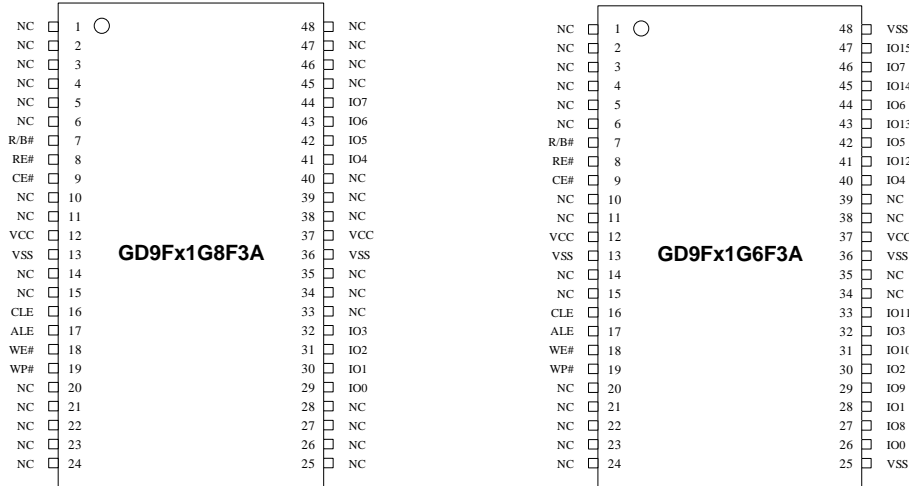 NC 1 48 NC NC 1 48 VSS
NC 2 47 NC NC 2 47 IO15
NC 3 46 NC NC 3 46 IO7
NC 4 45 NC NC 4 45 IO14
NC 5 44 IO7 NC 5 44 IO6
NC 6 43 IO6 NC 6 43 IO13
R/B# 7 42 IO5 R/B# 7 42 IO5
RE# 8 41 IO4 RE# 8 41 IO12
CE# 9 40 NC CE# 9 40 IO4
NC 10 39 NC NC 10 39 NC
NC 11 38 NC NC 11 38 NC
VCC 12 37 VCC VCC 12 37 VCC
VSS 13 GD9Fx1G8F3A 36 VSS VSS 13 GD9Fx1G6F3A 36 VSS
NC 14 35 NC NC 14 35 NC
NC 15 34 NC NC 15 34 NC
CLE 16 33 NC CLE 16 33 IO11
ALE 17 32 IO3 ALE 17 32 IO3
WE# 18 31 IO2 WE# 18 31 IO10
WP# 19 30 IO1 WP# 19 30 IO2
NC 20 29 IO0 NC 20 29 IO9
NC 21 28 NC NC 21 28 IO1
NC 22 27 NC NC 22 27 IO8
NC 23 26 NC NC 23 26 IO0
NC 24 25 NC NC 24 25 VSS